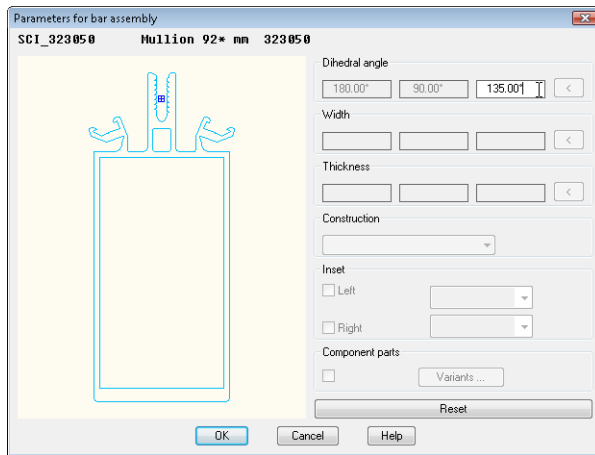 Parameters for bar assembly
SCI_323050 Mullion 92* mm 323050
Dihedral angle
180.00° 90.00° 135.00° <
Width
<
Thickness
<
Construction
Inset
Left
Right
Component parts
Variants ...
Reset
OK Cancel Help